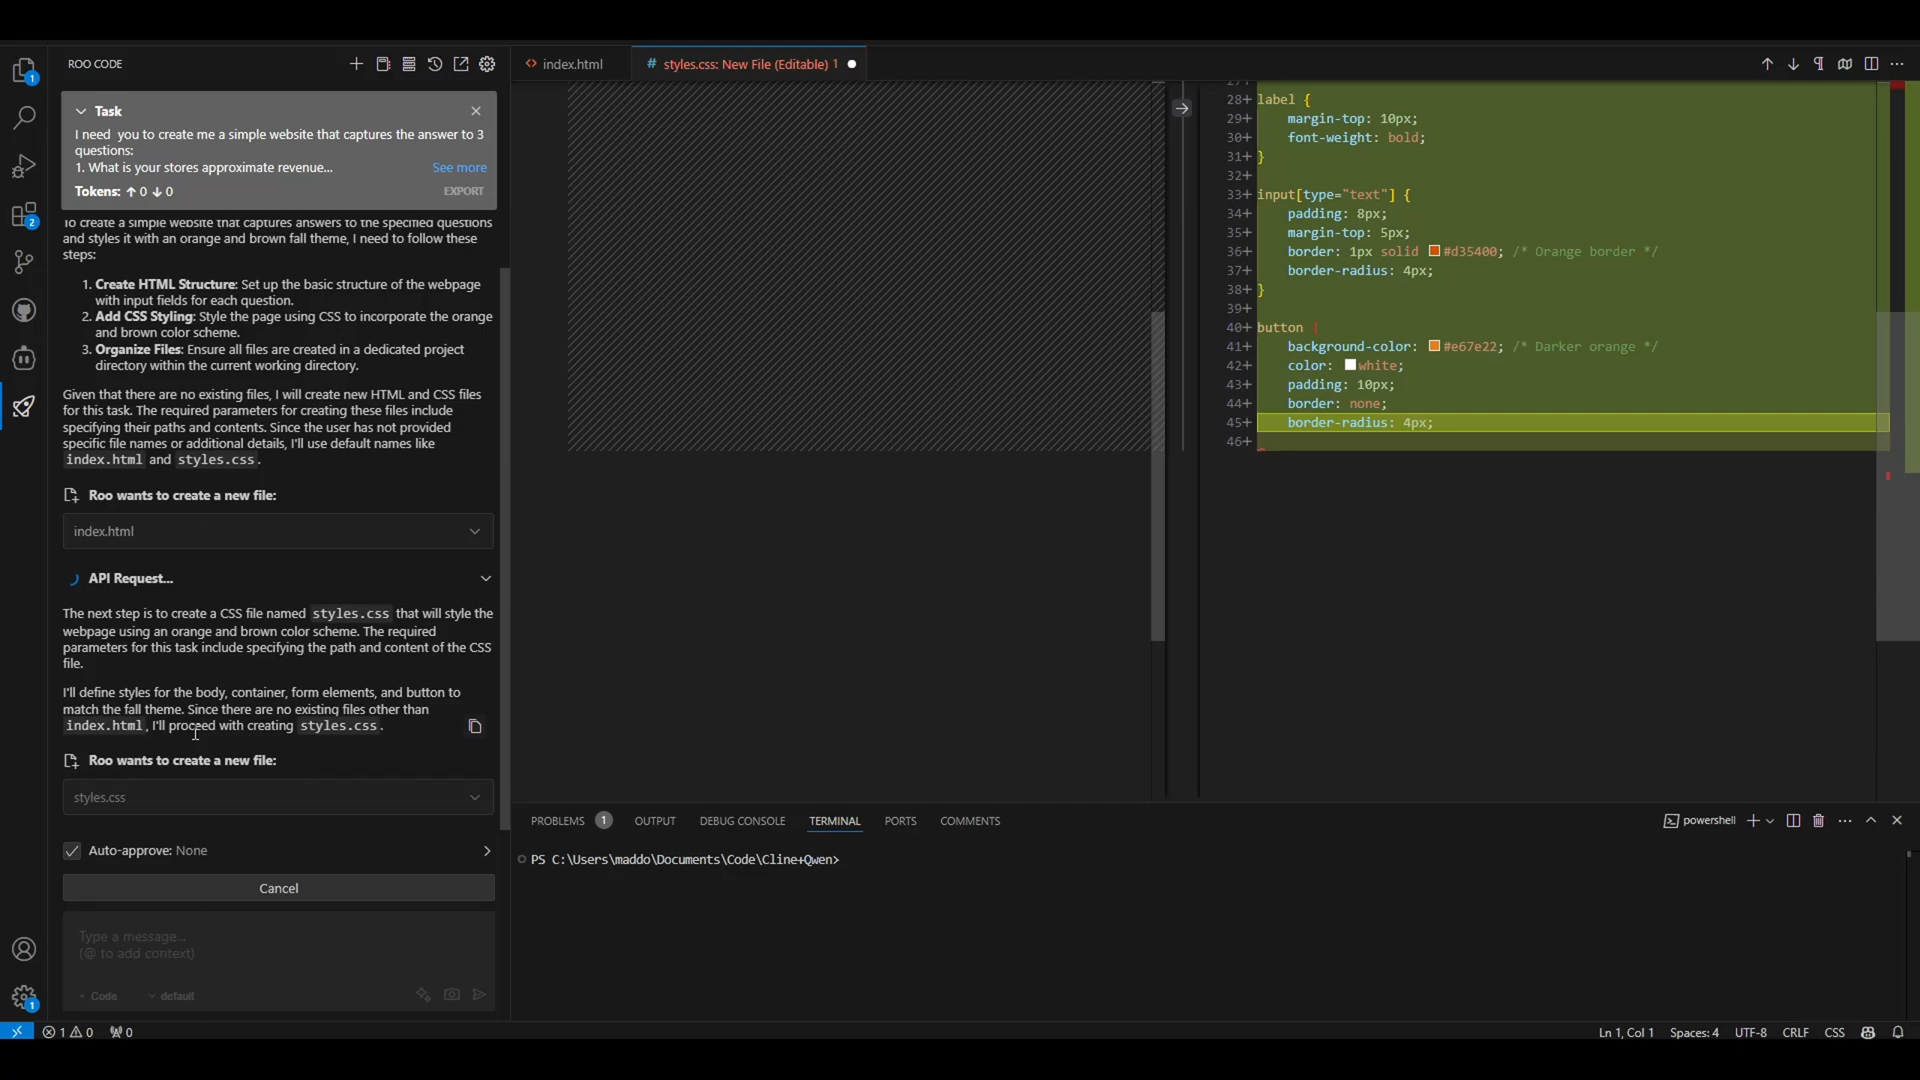 ROO CODE
Task
I need you to create me a simple website that captures the answer to 3
questions:
1. What is your stores approximate revenue...
See more
Tokens: ↑ 0 ↓ 0
EXPORT
To create a simple website that captures answers to the specified questions
and styles it with an orange and brown fall theme, I need to follow these
steps:
1. Create HTML Structure: Set up the basic structure of the webpage
with input fields for each question.
2. Add CSS Styling: Style the page using CSS to incorporate the orange
and brown color scheme.
3. Organize Files: Ensure all files are created in a dedicated project
directory within the current working directory.
Given that there are no existing files, I will create new HTML and CSS files
for this task. The required parameters for creating these files include
specifying their paths and contents. Since the user has not provided
specific file names or additional details, I'll use default names like
index.html and styles.css.
Roo wants to create a new file:
index.html
API Request...
The next step is to create a CSS file named styles.css that will style the
webpage using an orange and brown color scheme. The required
parameters for this task include specifying the path and content of the CSS
file.
I'll define styles for the body, container, form elements, and button to
match the fall theme. Since there are no existing files other than
index.html, I'll proceed with creating styles.css.
Roo wants to create a new file:
styles.css
Auto-approve: None
Cancel
Type a message...
(@ to add context)
Code
default
index.html
# styles.css: New File (Editable) 1
28+ label {
29+ margin-top: 10px;
30+ font-weight: bold;
31+ }
32+
33+ input[type="text"] {
34+ padding: 8px;
35+ margin-top: 5px;
36+ border: 1px solid #d35400; /* Orange border */
37+ border-radius: 4px;
38+ }
39+
40+ button {
41+ background-color: #e67e22; /* Darker orange */
42+ color: white;
43+ padding: 10px;
44+ border: none;
45+ border-radius: 4px;
46+
PROBLEMS 1
OUTPUT
DEBUG CONSOLE
TERMINAL
PORTS
COMMENTS
powershell
PS C:\Users\maddo\Documents\Code\Cline+Qwen>
1
2
1
1 0
0
Ln 1, Col 1
Spaces: 4
UTF-8
CRLF
CSS